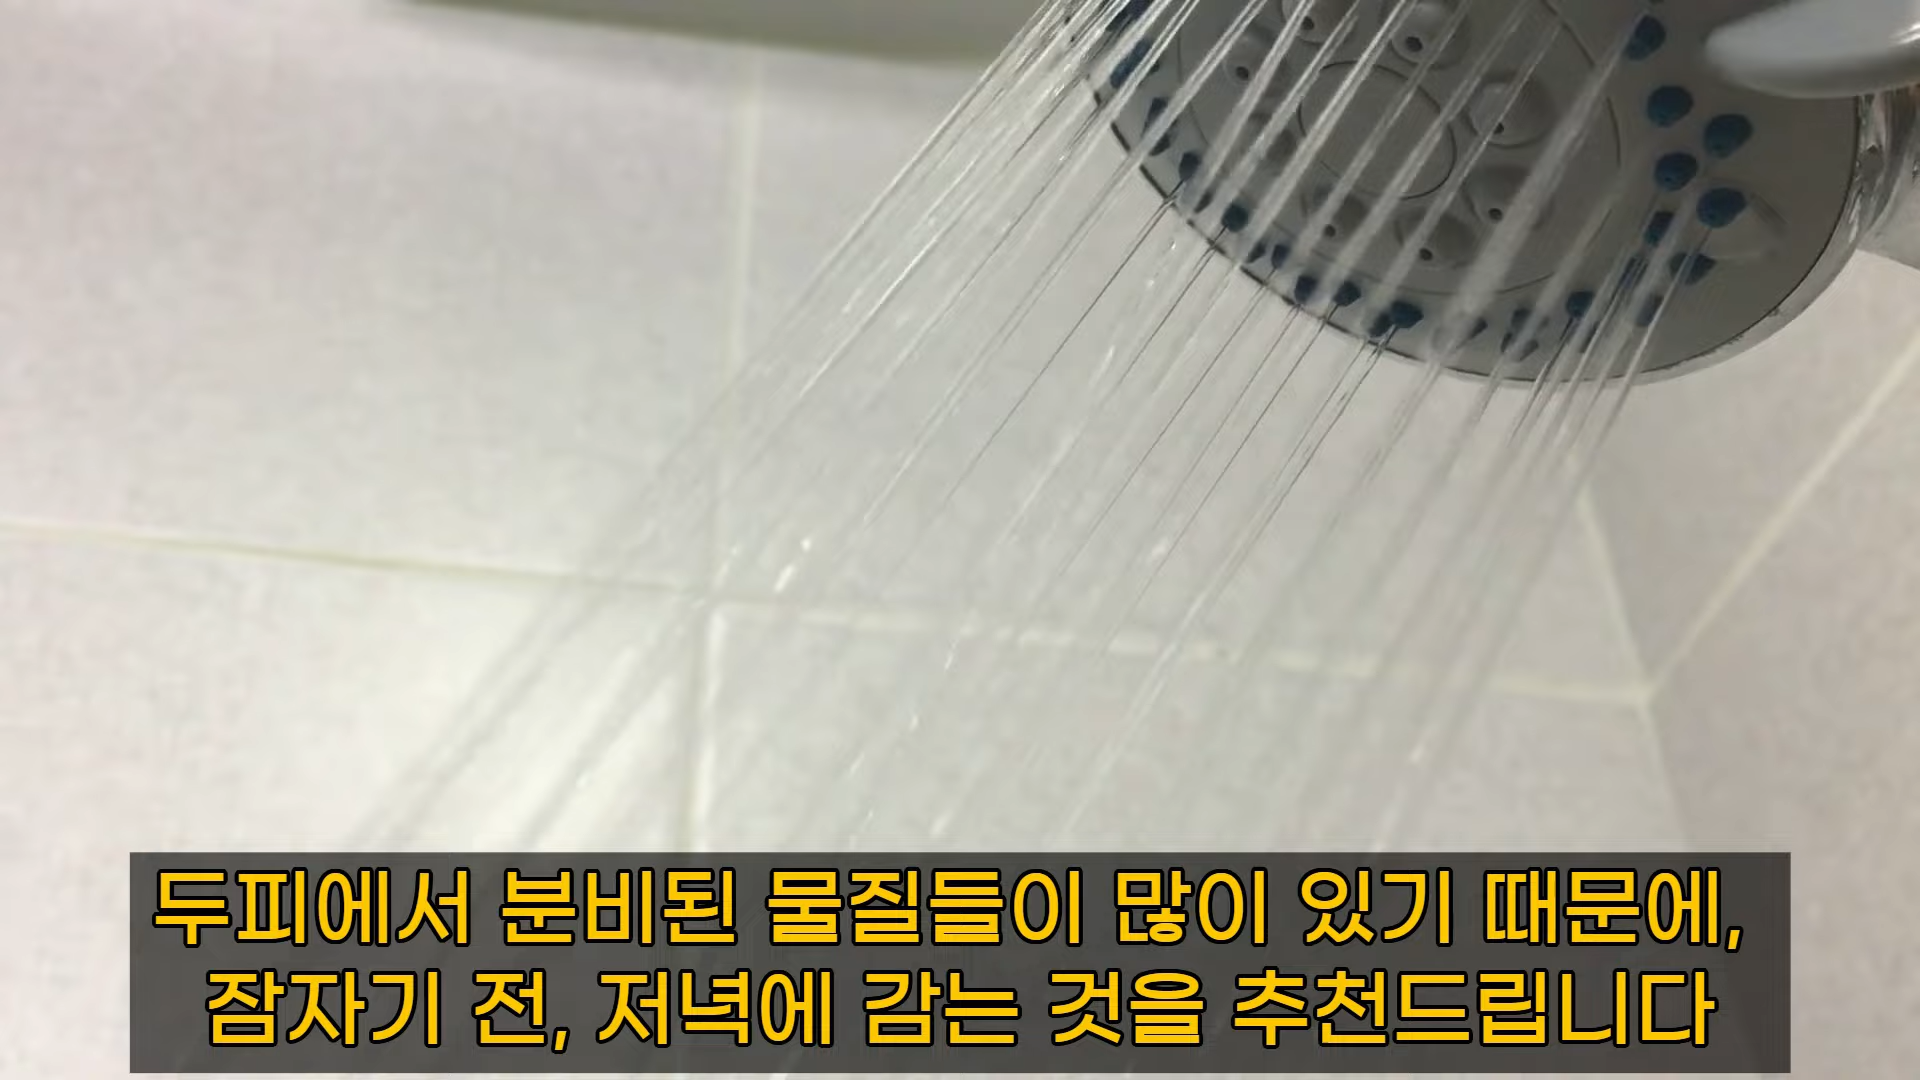 두피에서 분비된 물질들이 많이 있기 때문에,
잠자기 전, 저녁에 감는 것을 추천드립니다